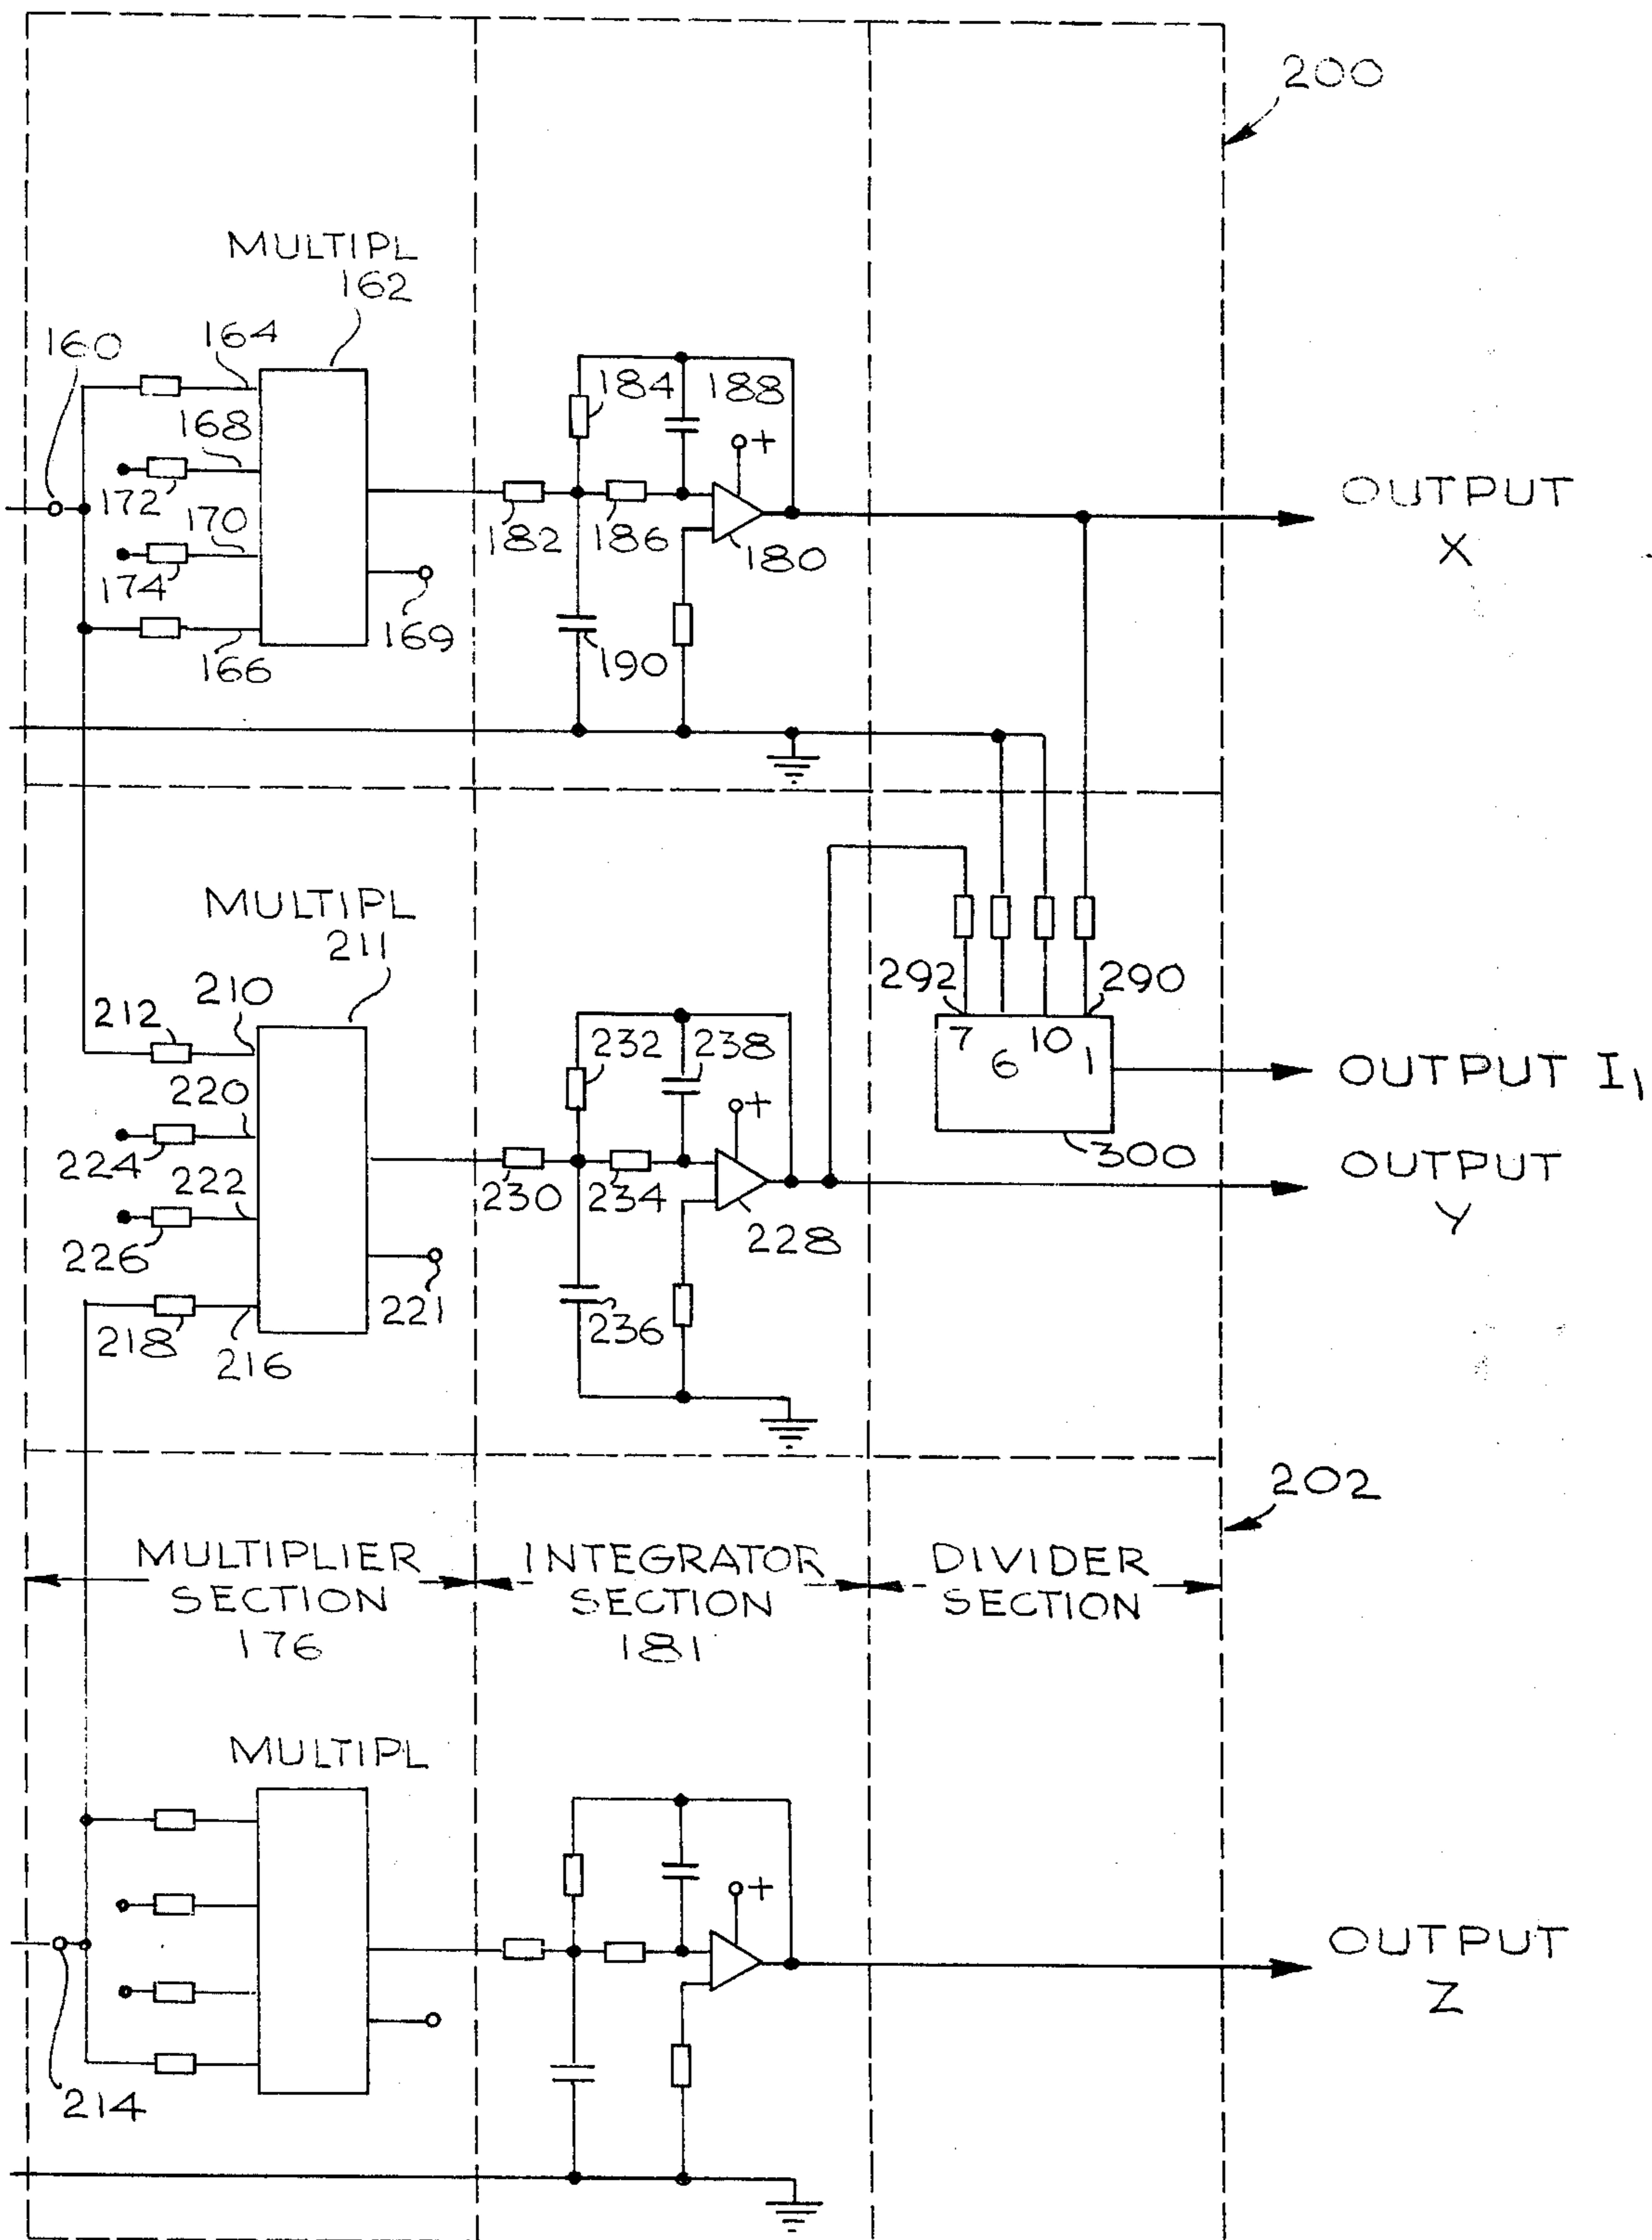 200
MULTIPL
162
160
164
184
188
168
+
172
182
186
180
OUTPUT
X
170
174
169
190
166
MULTIPL
211
292
290
212
210
232
238
7
6
10
1
OUTPUT I1
220
+
300
224
230
234
OUTPUT
Y
222
228
226
221
236
218
216
202
MULTIPLIER
SECTION
176
INTEGRATOR
SECTION
181
DIVIDER
SECTION
MULTIPL
+
OUTPUT
Z
214